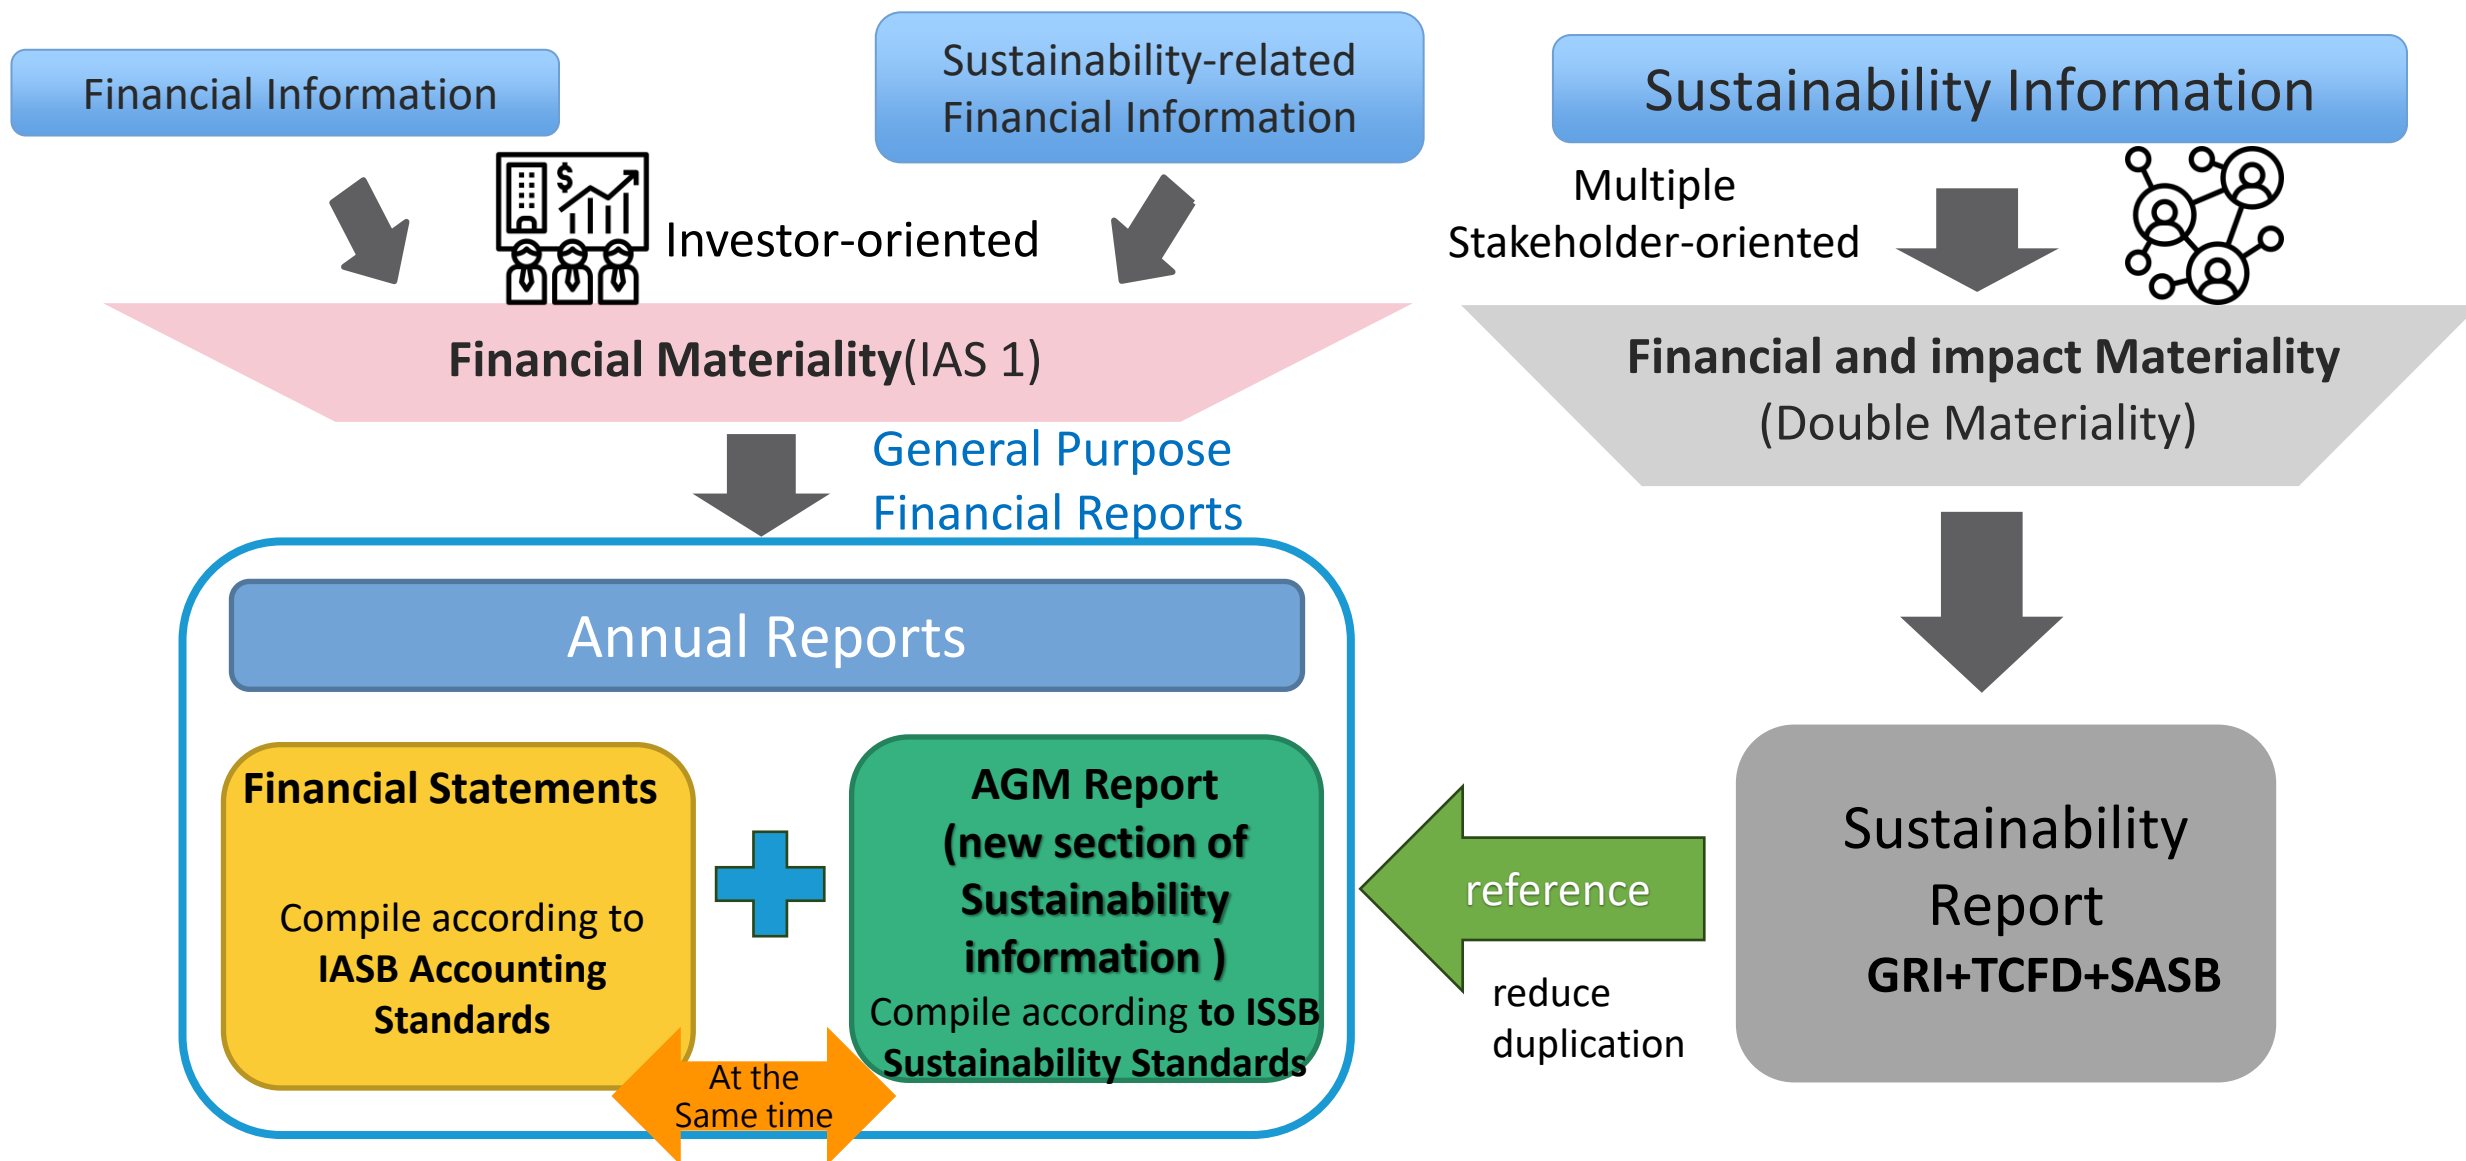 Financial Information
Sustainability-related
Financial Information
Sustainability Information
$
Investor-oriented
Multiple
Stakeholder-oriented
Financial Materiality(IAS 1)
Financial and impact Materiality
(Double Materiality)
General Purpose
Financial Reports
Annual Reports
Financial Statements
Compile according to
IASB Accounting
Standards
AGM Report
(new section of
Sustainability
information )
Compile according to ISSB
Sustainability Standards
At the
Same time
reference
reduce
duplication
Sustainability
Report
GRI+TCFD+SASB